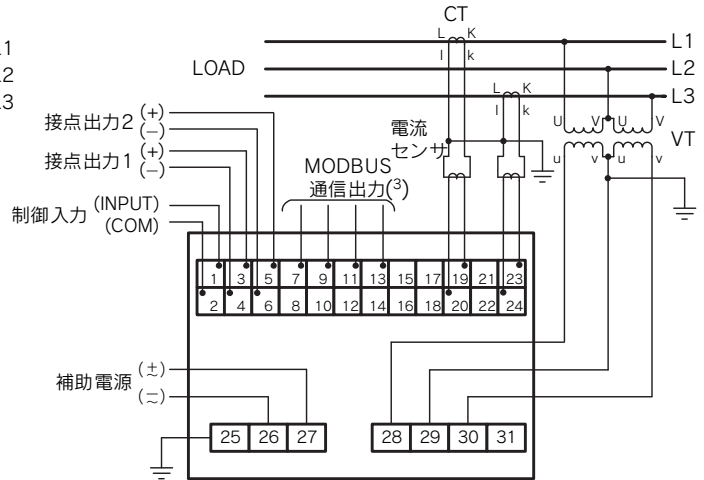 CT
L K
L1
l k
L2
LOAD
L K
L3
l k
電流
センサ
U V U V
VT
u v u v
接点出力2 (+)
(−)
接点出力1 (+)
(−)
MODBUS
通信出力(3)
制御入力 (INPUT)
(COM)
1 3 5 7 9 11 13 15 17 19 21 23
2 4 6 8 10 12 14 16 18 20 22 24
補助電源 (±)
(−)
25 26 27
28 29 30 31
1
2
3